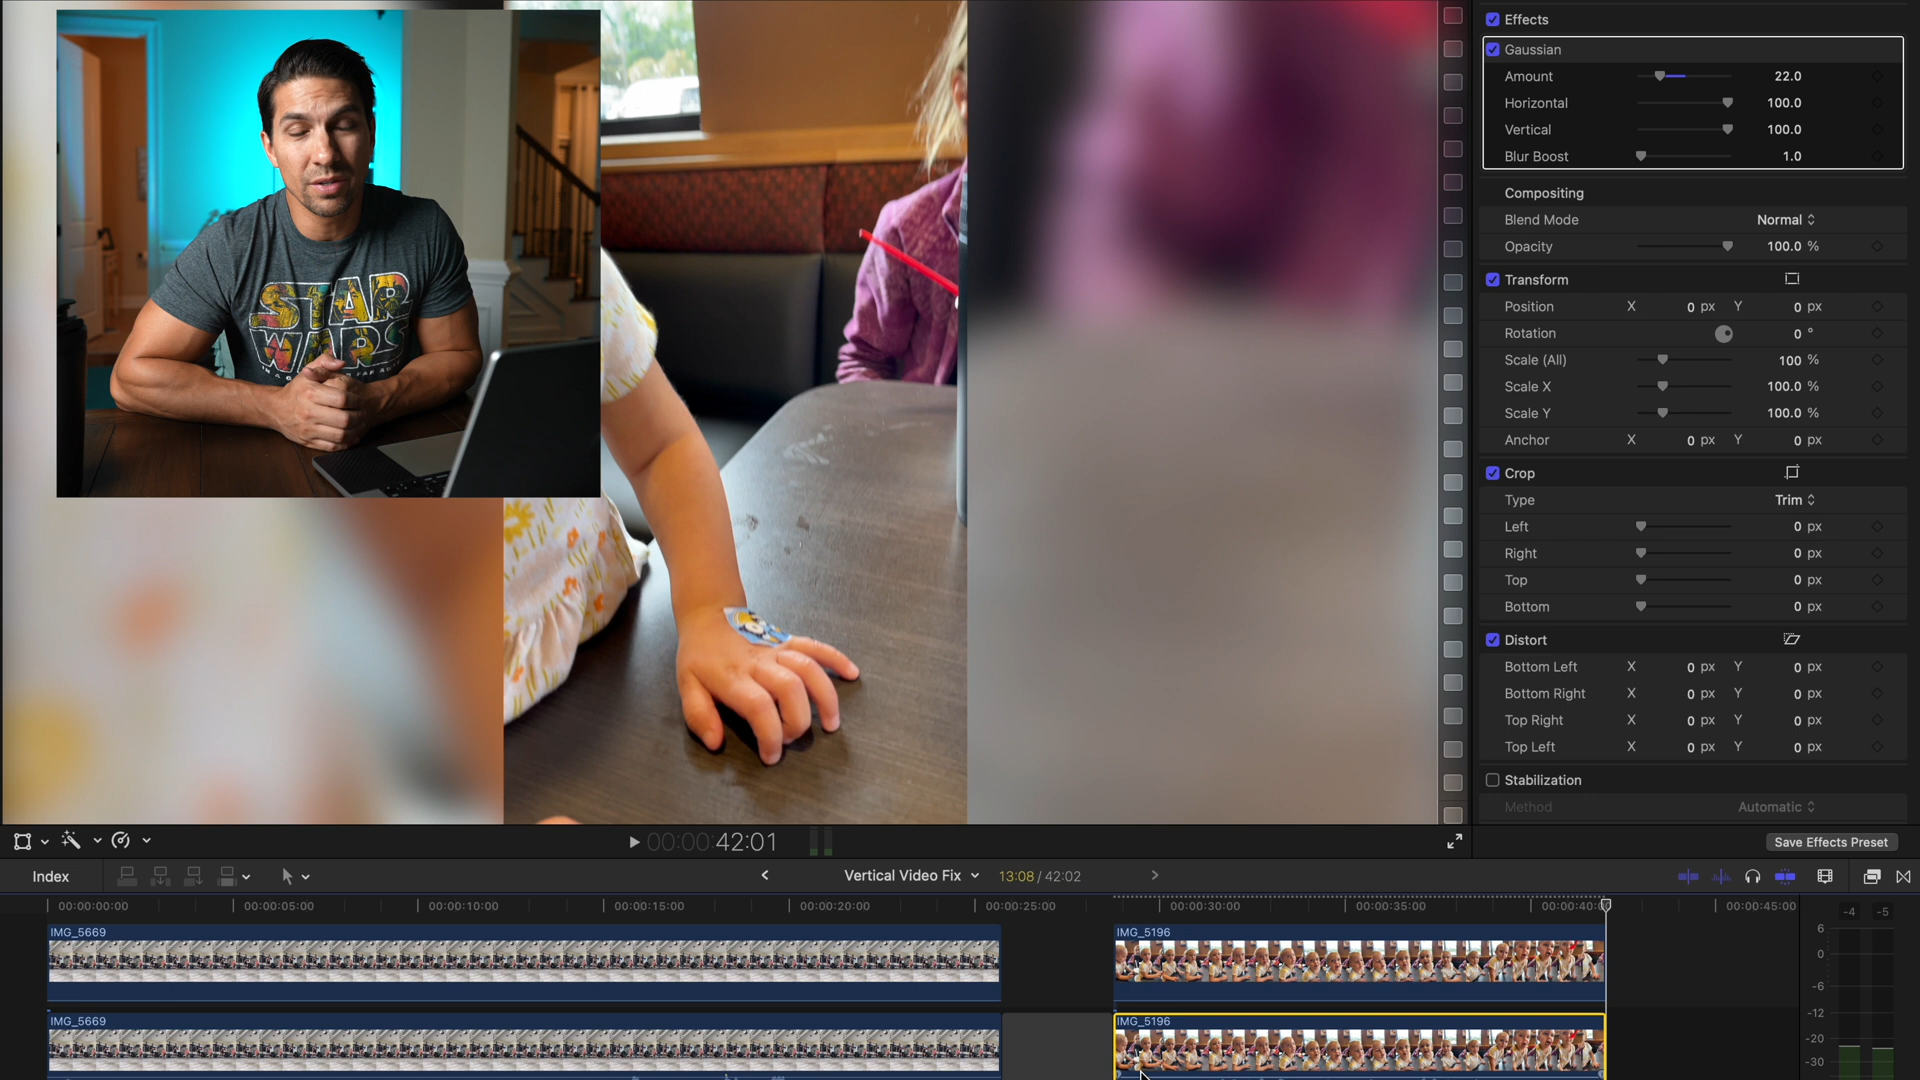 STAR
WARS
Effects
Gaussian
Amount 22.0
Horizontal 100.0
Vertical 100.0
Blur Boost 1.0
Compositing
Blend Mode Normal
Opacity 100.0 %
Transform
Position X 0 px Y 0 px
Rotation 0 °
Scale (All) 100 %
Scale X 100.0 %
Scale Y 100.0 %
Anchor X 0 px Y 0 px
Crop
Type Trim
Left 0 px
Right 0 px
Top 0 px
Bottom 0 px
Distort
Bottom Left X 0 px Y 0 px
Bottom Right X 0 px Y 0 px
Top Right X 0 px Y 0 px
Top Left X 0 px Y 0 px
Stabilization
Method Automatic
00:00:00:42:01
Save Effects Preset
Index
Vertical Video Fix 13:08 / 42:02
00:00:00:00 00:00:05:00 00:00:10:00 00:00:15:00 00:00:20:00 00:00:25:00 00:00:30:00 00:00:35:00 00:00:40:00 00:00:45:00
-4 -5
IMG_5669 IMG_5196
6
0
-6
-12
IMG_5669 IMG_5196
-20
-30